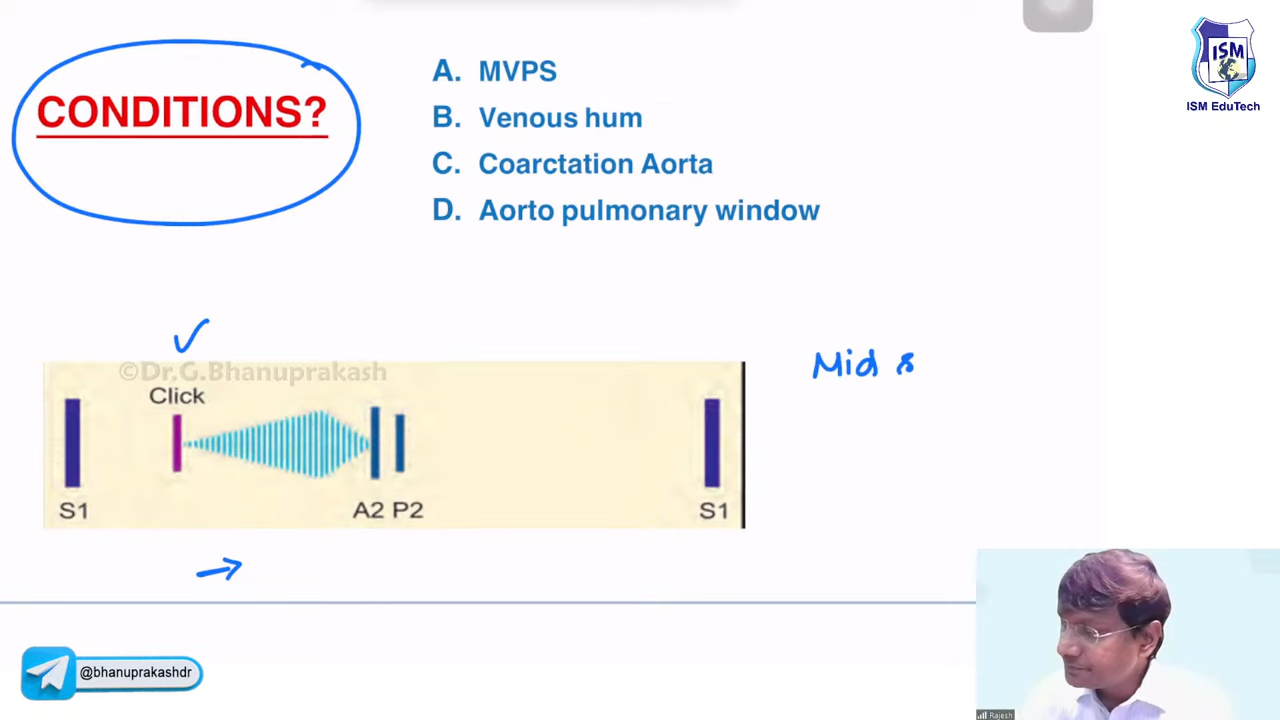 CONDITIONS?
A. MVPS
B. Venous hum
C. Coarctation Aorta
D. Aorto pulmonary window
ISM
ISM EduTech
©Dr.G.Bhanuprakash
Click
S1 A2 P2 S1
Mid s
@bhanuprakashdr
Rajesh